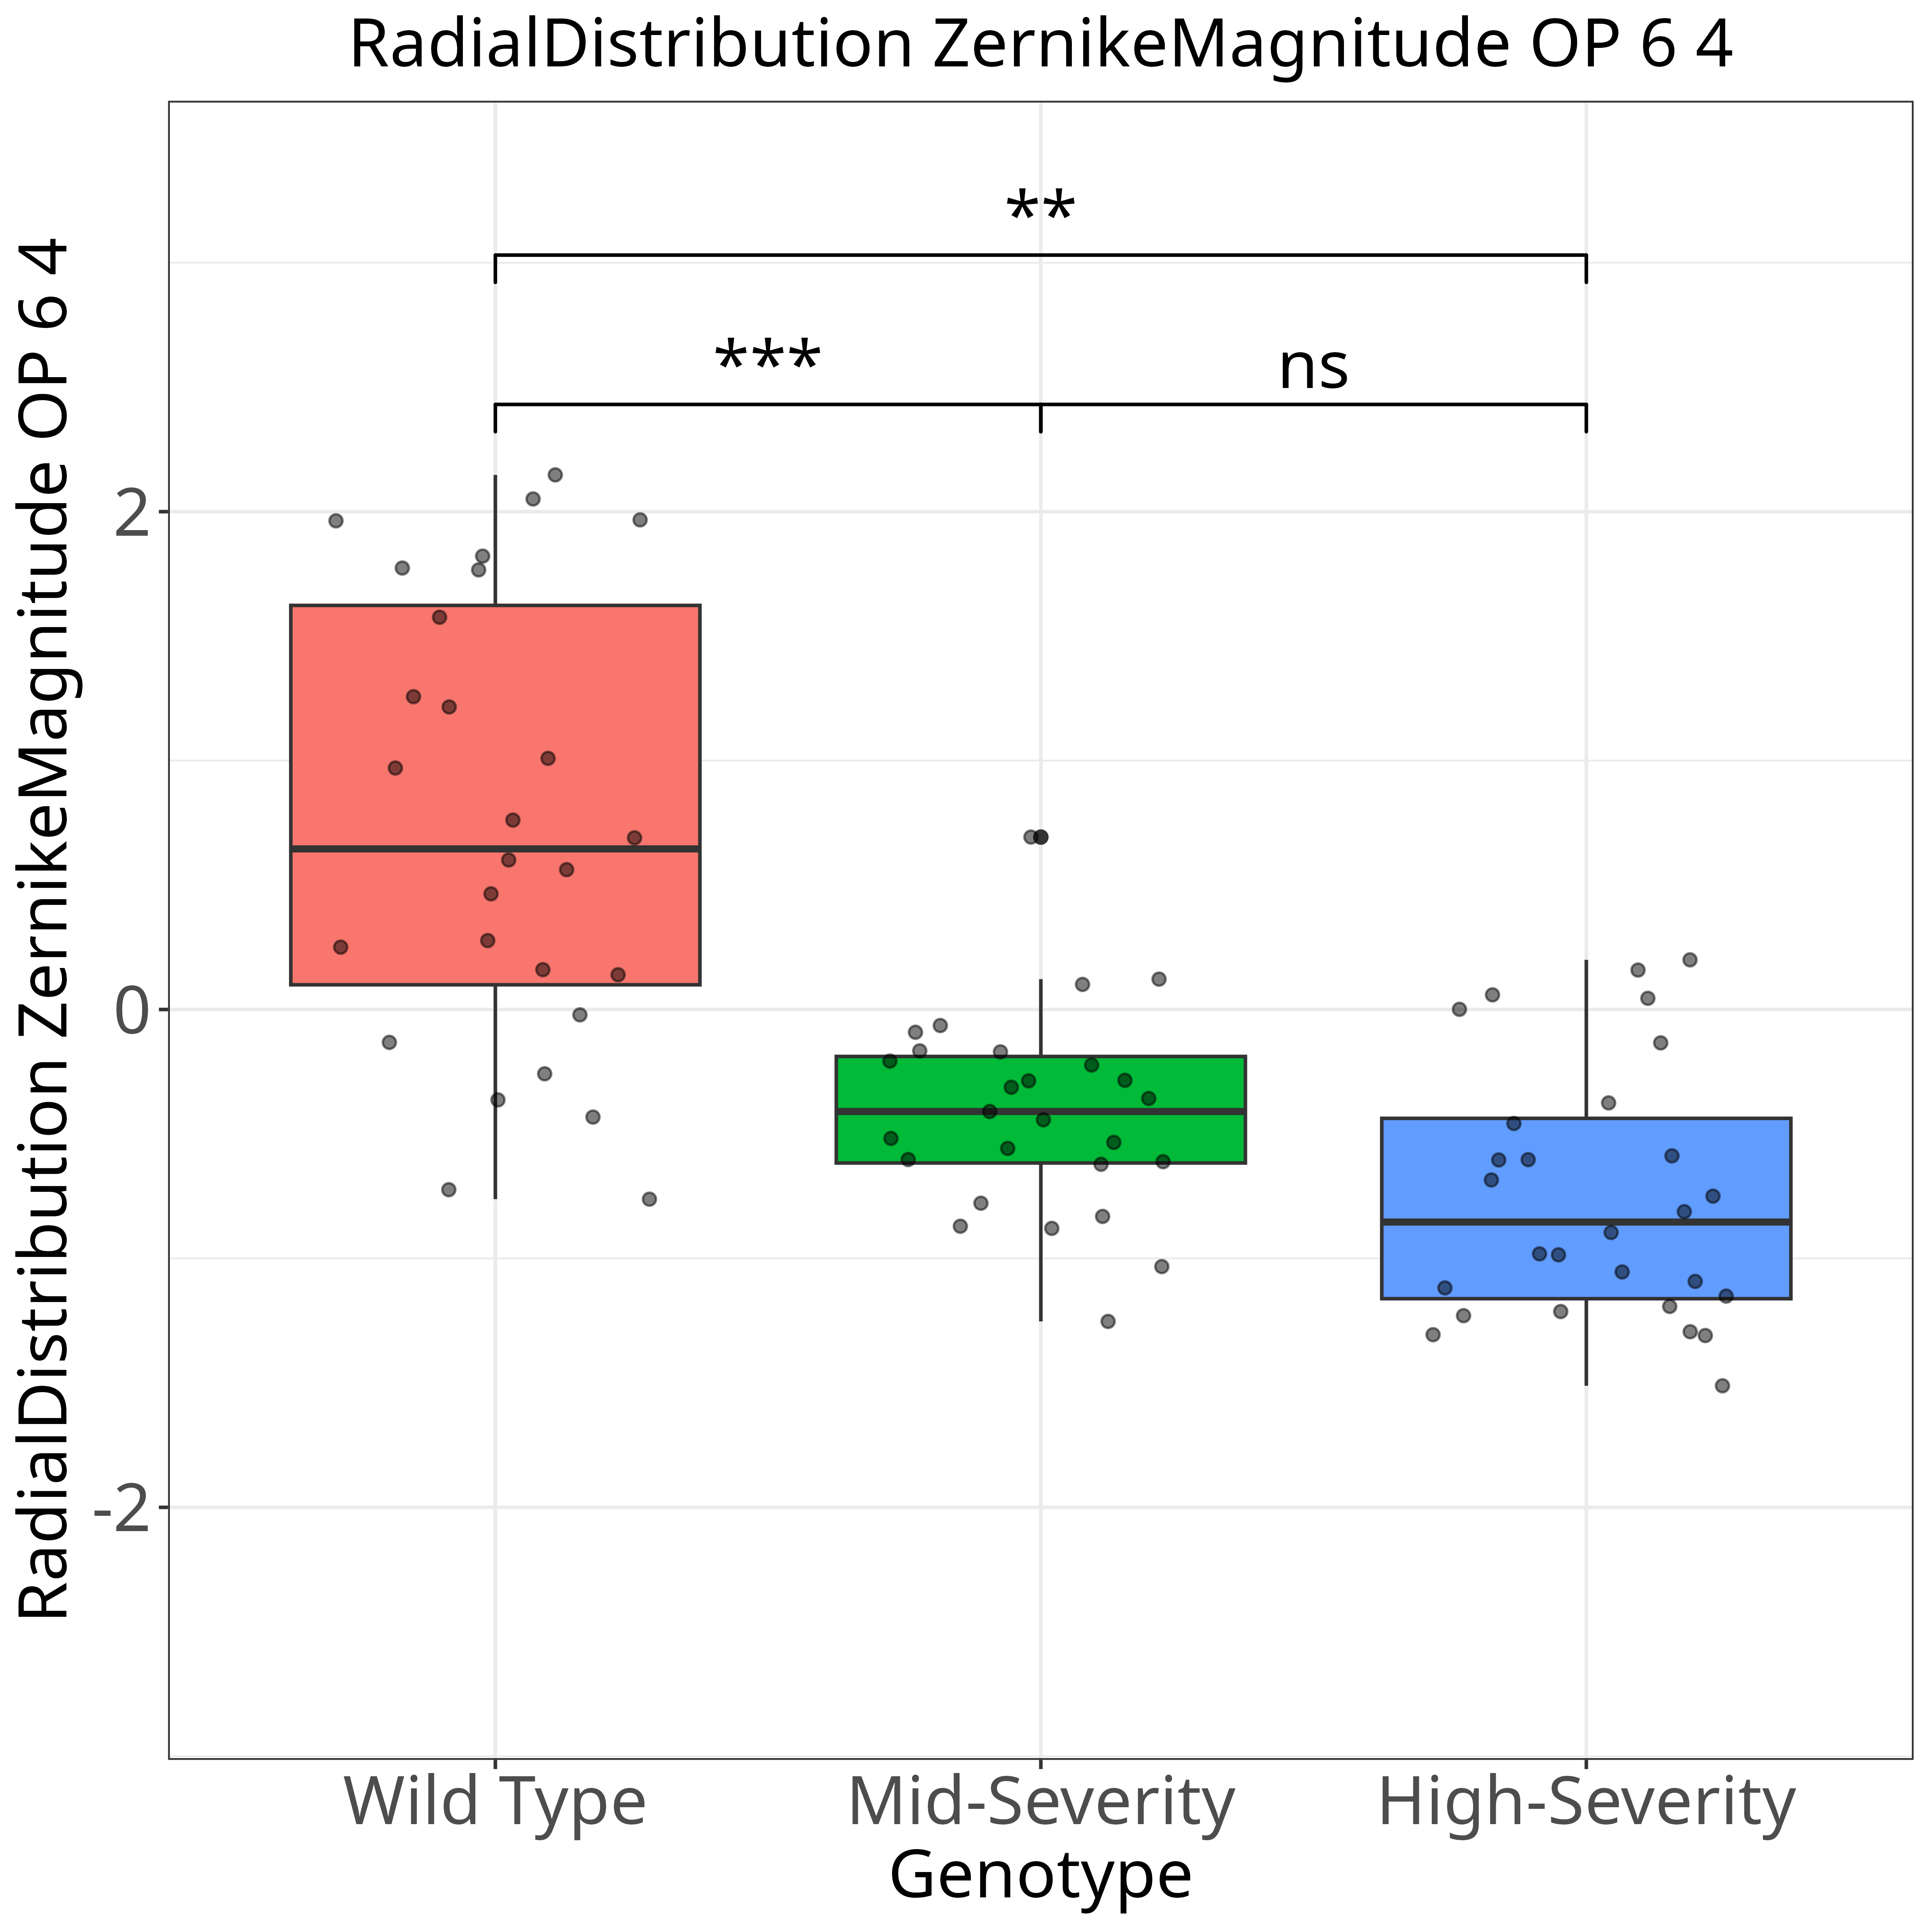 RadialDistribution ZernikeMagnitude OP 6 4
RadialDistribution ZernikeMagnitude OP 6 4
**
***
ns
2
0
-2
Wild Type
Mid-Severity
High-Severity
Genotype